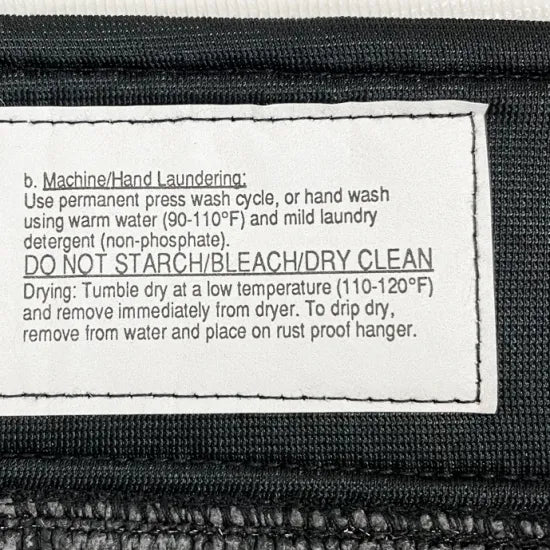 b. Machine/Hand Laundering:
Use permanent press wash cycle, or hand wash
using warm water (90-110°F) and mild laundry
detergent (non-phosphate).
DO NOT STARCH/BLEACH/DRY CLEAN
Drying: Tumble dry at a low temperature (110-120°F)
and remove immediately from dryer. To drip dry,
remove from water and place on rust proof hanger.